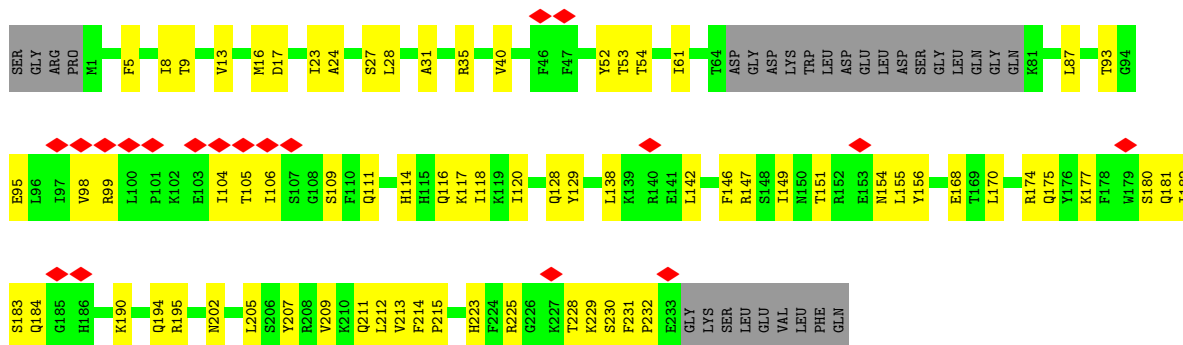 SER GLY ARG PRO M1 F5 I8 T9 V13 M16 D17 I23 A24 S27 L28 A31 R35 V40 F46 F47 Y52 T53 T54 I61 T64 ASP GLY ASP LYS TRP LEU ASP GLU LEU ASP SER GLY LEU GLN GLY GLN K81 L87 T93 G94
E95 L96 I97 V98 R99 L100 P101 K102 E103 I104 T105 I106 S107 G108 S109 F110 Q111 H114 H115 Q116 K117 I118 K119 I120 Q128 Y129 L138 K139 R140 E141 L142 F146 R147 S148 I149 N150 T151 R152 E153 N154 L155 Y156 E168 T169 L170 R174 Q175 Y176 K177 F178 W179 S180 Q181
S183 Q184 G185 H186 K190 Q194 R195 N202 L205 S206 Y207 R208 V209 K210 Q211 L212 V213 F214 P215 H223 F224 R225 G226 K227 T228 K229 S230 F231 P232 E233 GLY LYS SER LEU GLU VAL LEU PHE GLN